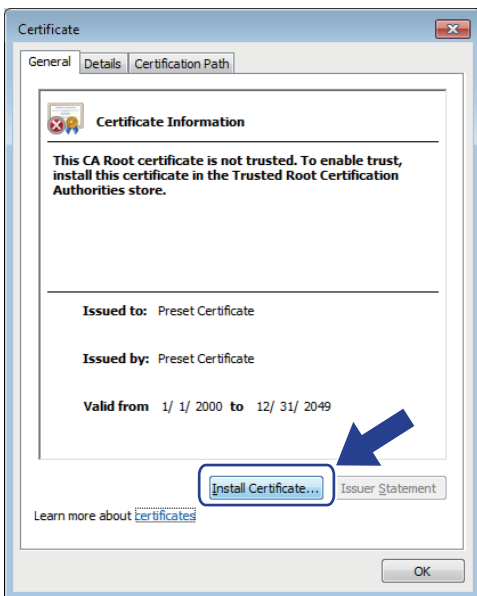 Certificate
General Details Certification Path
Certificate Information
This CA Root certificate is not trusted. To enable trust,
install this certificate in the Trusted Root Certification
Authorities store.
Issued to: Preset Certificate
Issued by: Preset Certificate
Valid from 1/ 1/ 2000 to 12/ 31/ 2049
Install Certificate... Issuer Statement
Learn more about certificates
OK